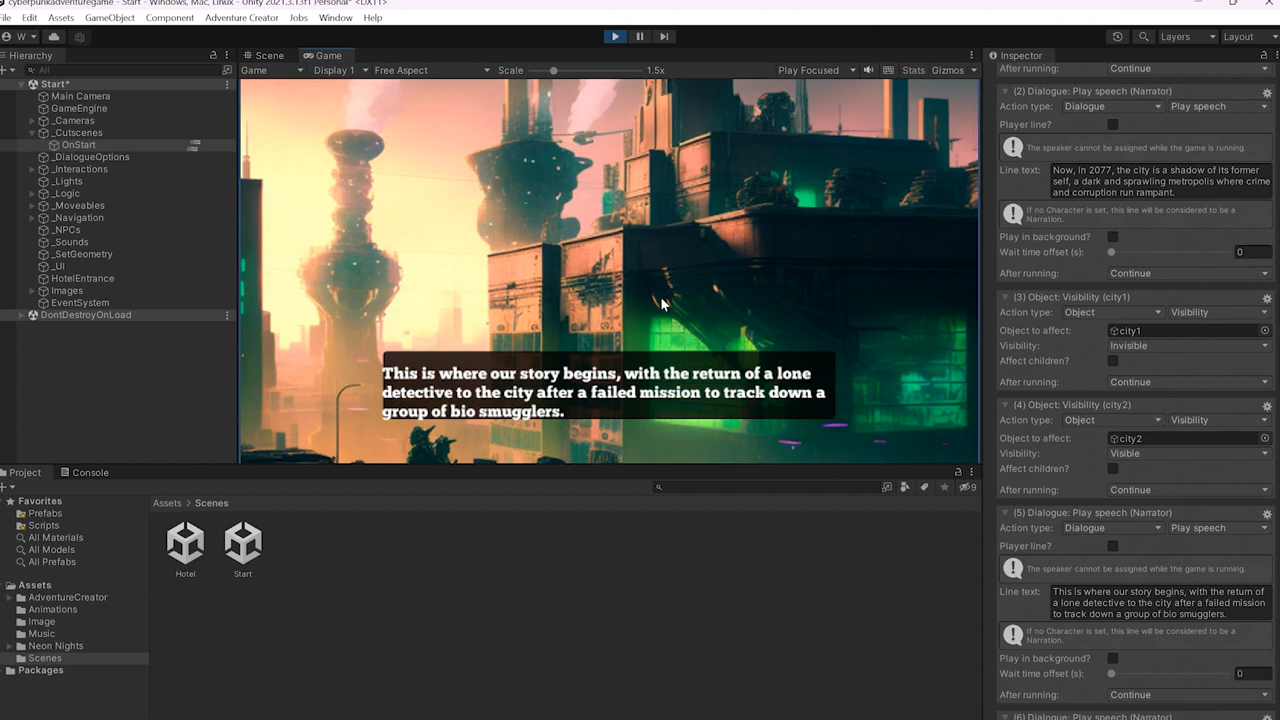 cyberpunkadventuregame - Start - Windows, Mac, Linux - Unity 2021.3.13f1 Personal* <DX11>
File Edit Assets GameObject Component Adventure Creator Jobs Window Help
W
Layers Layout
Hierarchy
All
Start*
Main Camera
GameEngine
_Cameras
_Cutscenes
OnStart
_DialogueOptions
_Interactions
_Lights
_Logic
_Moveables
_Navigation
_NPCs
_Sounds
_SetGeometry
_UI
HotelEntrance
Images
EventSystem
DontDestroyOnLoad
Scene Game
Game Display 1 Free Aspect Scale 1.5x Play Focused Stats Gizmos
This is where our story begins, with the return of a lone
detective to the city after a failed mission to track down a
group of bio smugglers.
Project Console
9
Favorites
Prefabs
Scripts
All Materials
All Models
All Prefabs
Assets
AdventureCreator
Animations
Image
Music
Neon Nights
Scenes
Packages
Assets Scenes
Hotel Start
Inspector
After running: Continue
(2) Dialogue: Play speech (Narrator)
Action type: Dialogue Play speech
Player line?
The speaker cannot be assigned while the game is running.
Line text: Now, in 2077, the city is a shadow of its former
self, a dark and sprawling metropolis where crime
and corruption run rampant.
If no Character is set, this line will be considered to be a
Narration.
Play in background?
Wait time offset (s): 0
After running: Continue
(3) Object: Visibility (city1)
Action type: Object Visibility
Object to affect: city1
Visibility: Invisible
Affect children?
After running: Continue
(4) Object: Visibility (city2)
Action type: Object Visibility
Object to affect: city2
Visibility: Visible
Affect children?
After running: Continue
(5) Dialogue: Play speech (Narrator)
Action type: Dialogue Play speech
Player line?
The speaker cannot be assigned while the game is running.
Line text: This is where our story begins, with the return of
a lone detective to the city after a failed mission
to track down a group of bio smugglers.
If no Character is set, this line will be considered to be a
Narration.
Play in background?
Wait time offset (s): 0
After running: Continue
(6) Dialogue: Play speech (Narrator)